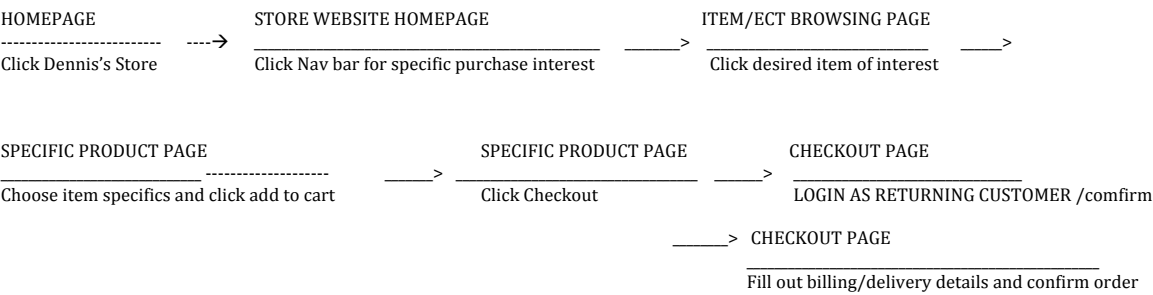 HOMEPAGE STORE WEBSITE HOMEPAGE ITEM/ECT BROWSING PAGE
Click Dennis's Store Click Nav bar for specific purchase interest Click desired item of interest
SPECIFIC PRODUCT PAGE SPECIFIC PRODUCT PAGE CHECKOUT PAGE
Choose item specifics and click add to cart Click Checkout LOGIN AS RETURNING CUSTOMER /comfirm
CHECKOUT PAGE
Fill out billing/delivery details and confirm order